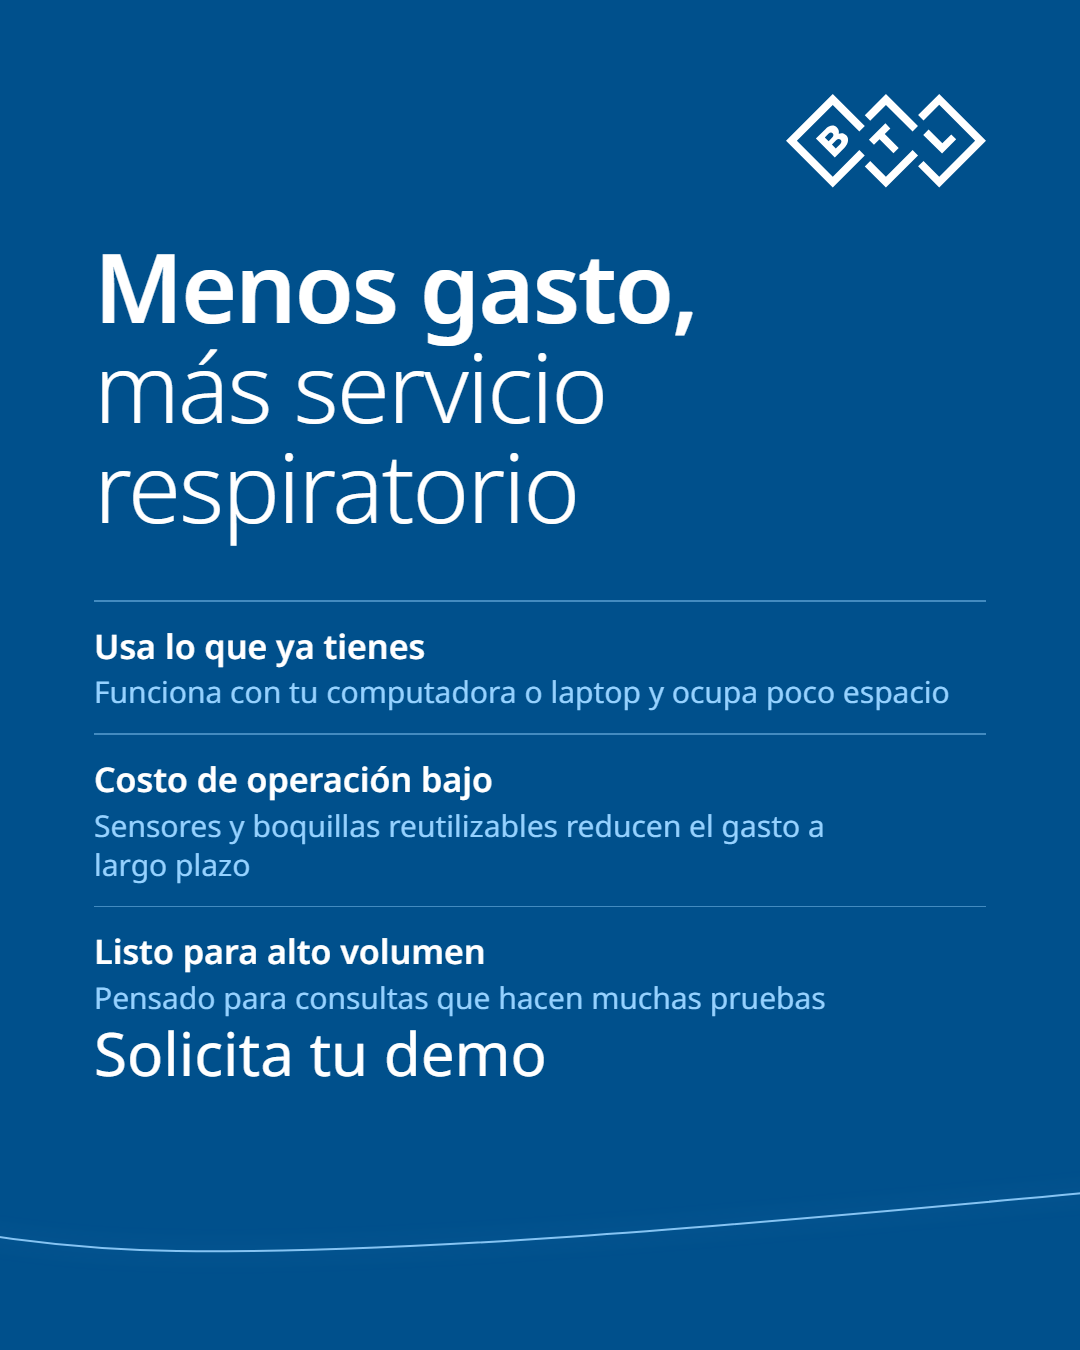 BTL
Menos gasto,
más servicio
respiratorio
Usa lo que ya tienes
Funciona con tu computadora o laptop y ocupa poco espacio
Costo de operación bajo
Sensores y boquillas reutilizables reducen el gasto a
largo plazo
Listo para alto volumen
Pensado para consultas que hacen muchas pruebas
Solicita tu demo